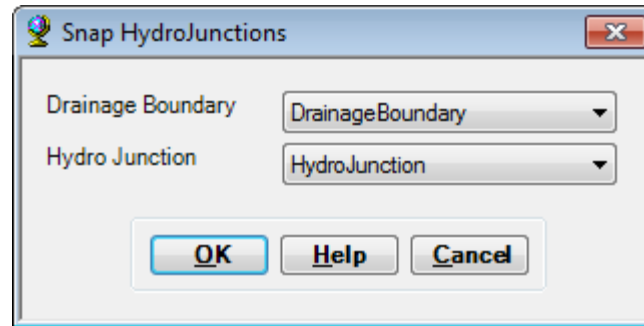 Snap HydroJunctions
Drainage Boundary DrainageBoundary
Hydro Junction HydroJunction
OK Help Cancel